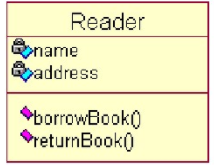 Reader
name
address
borrowBook()
returnBook()